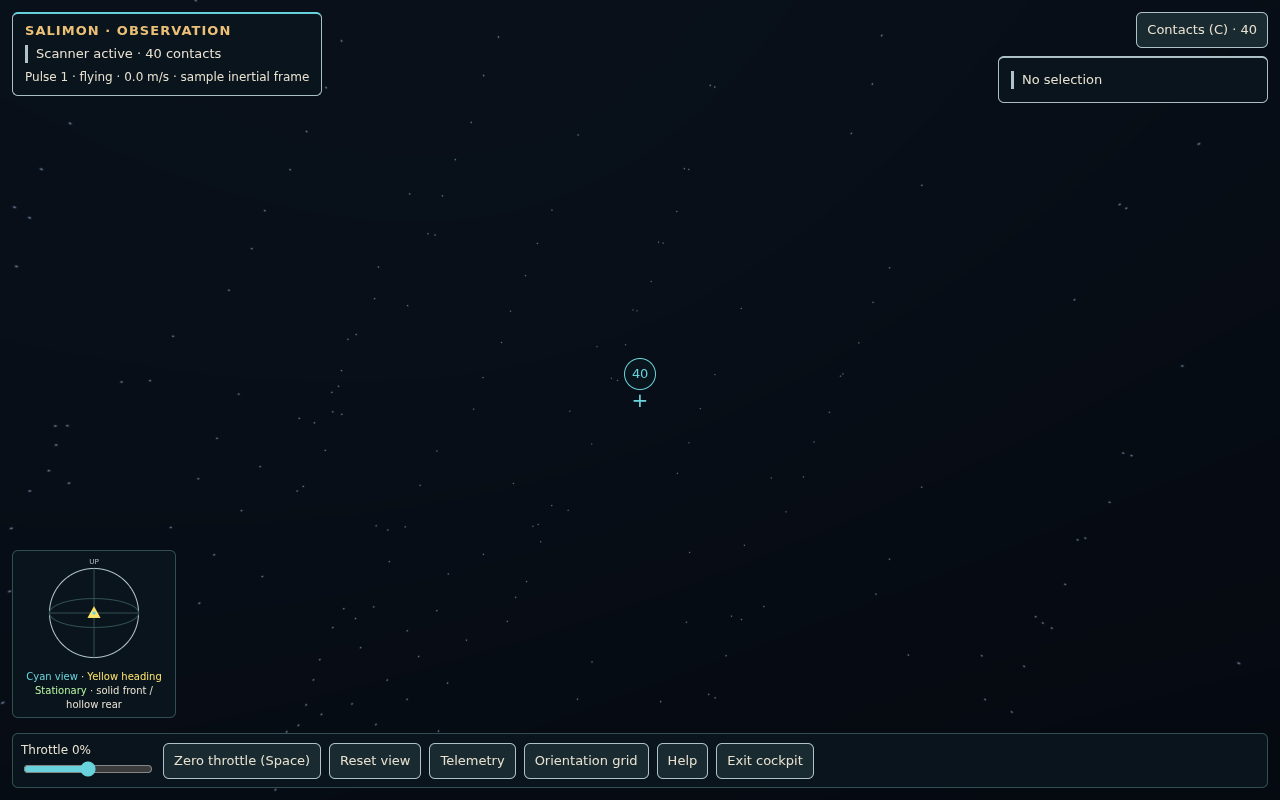 SALIMON · OBSERVATION
Scanner active · 40 contacts
Pulse 1 · flying · 0.0 m/s · sample inertial frame
Contacts (C) · 40
No selection
40
UP
Cyan view · Yellow heading
Stationary · solid front /
hollow rear
Throttle 0%
Zero throttle (Space)
Reset view
Telemetry
Orientation grid
Help
Exit cockpit